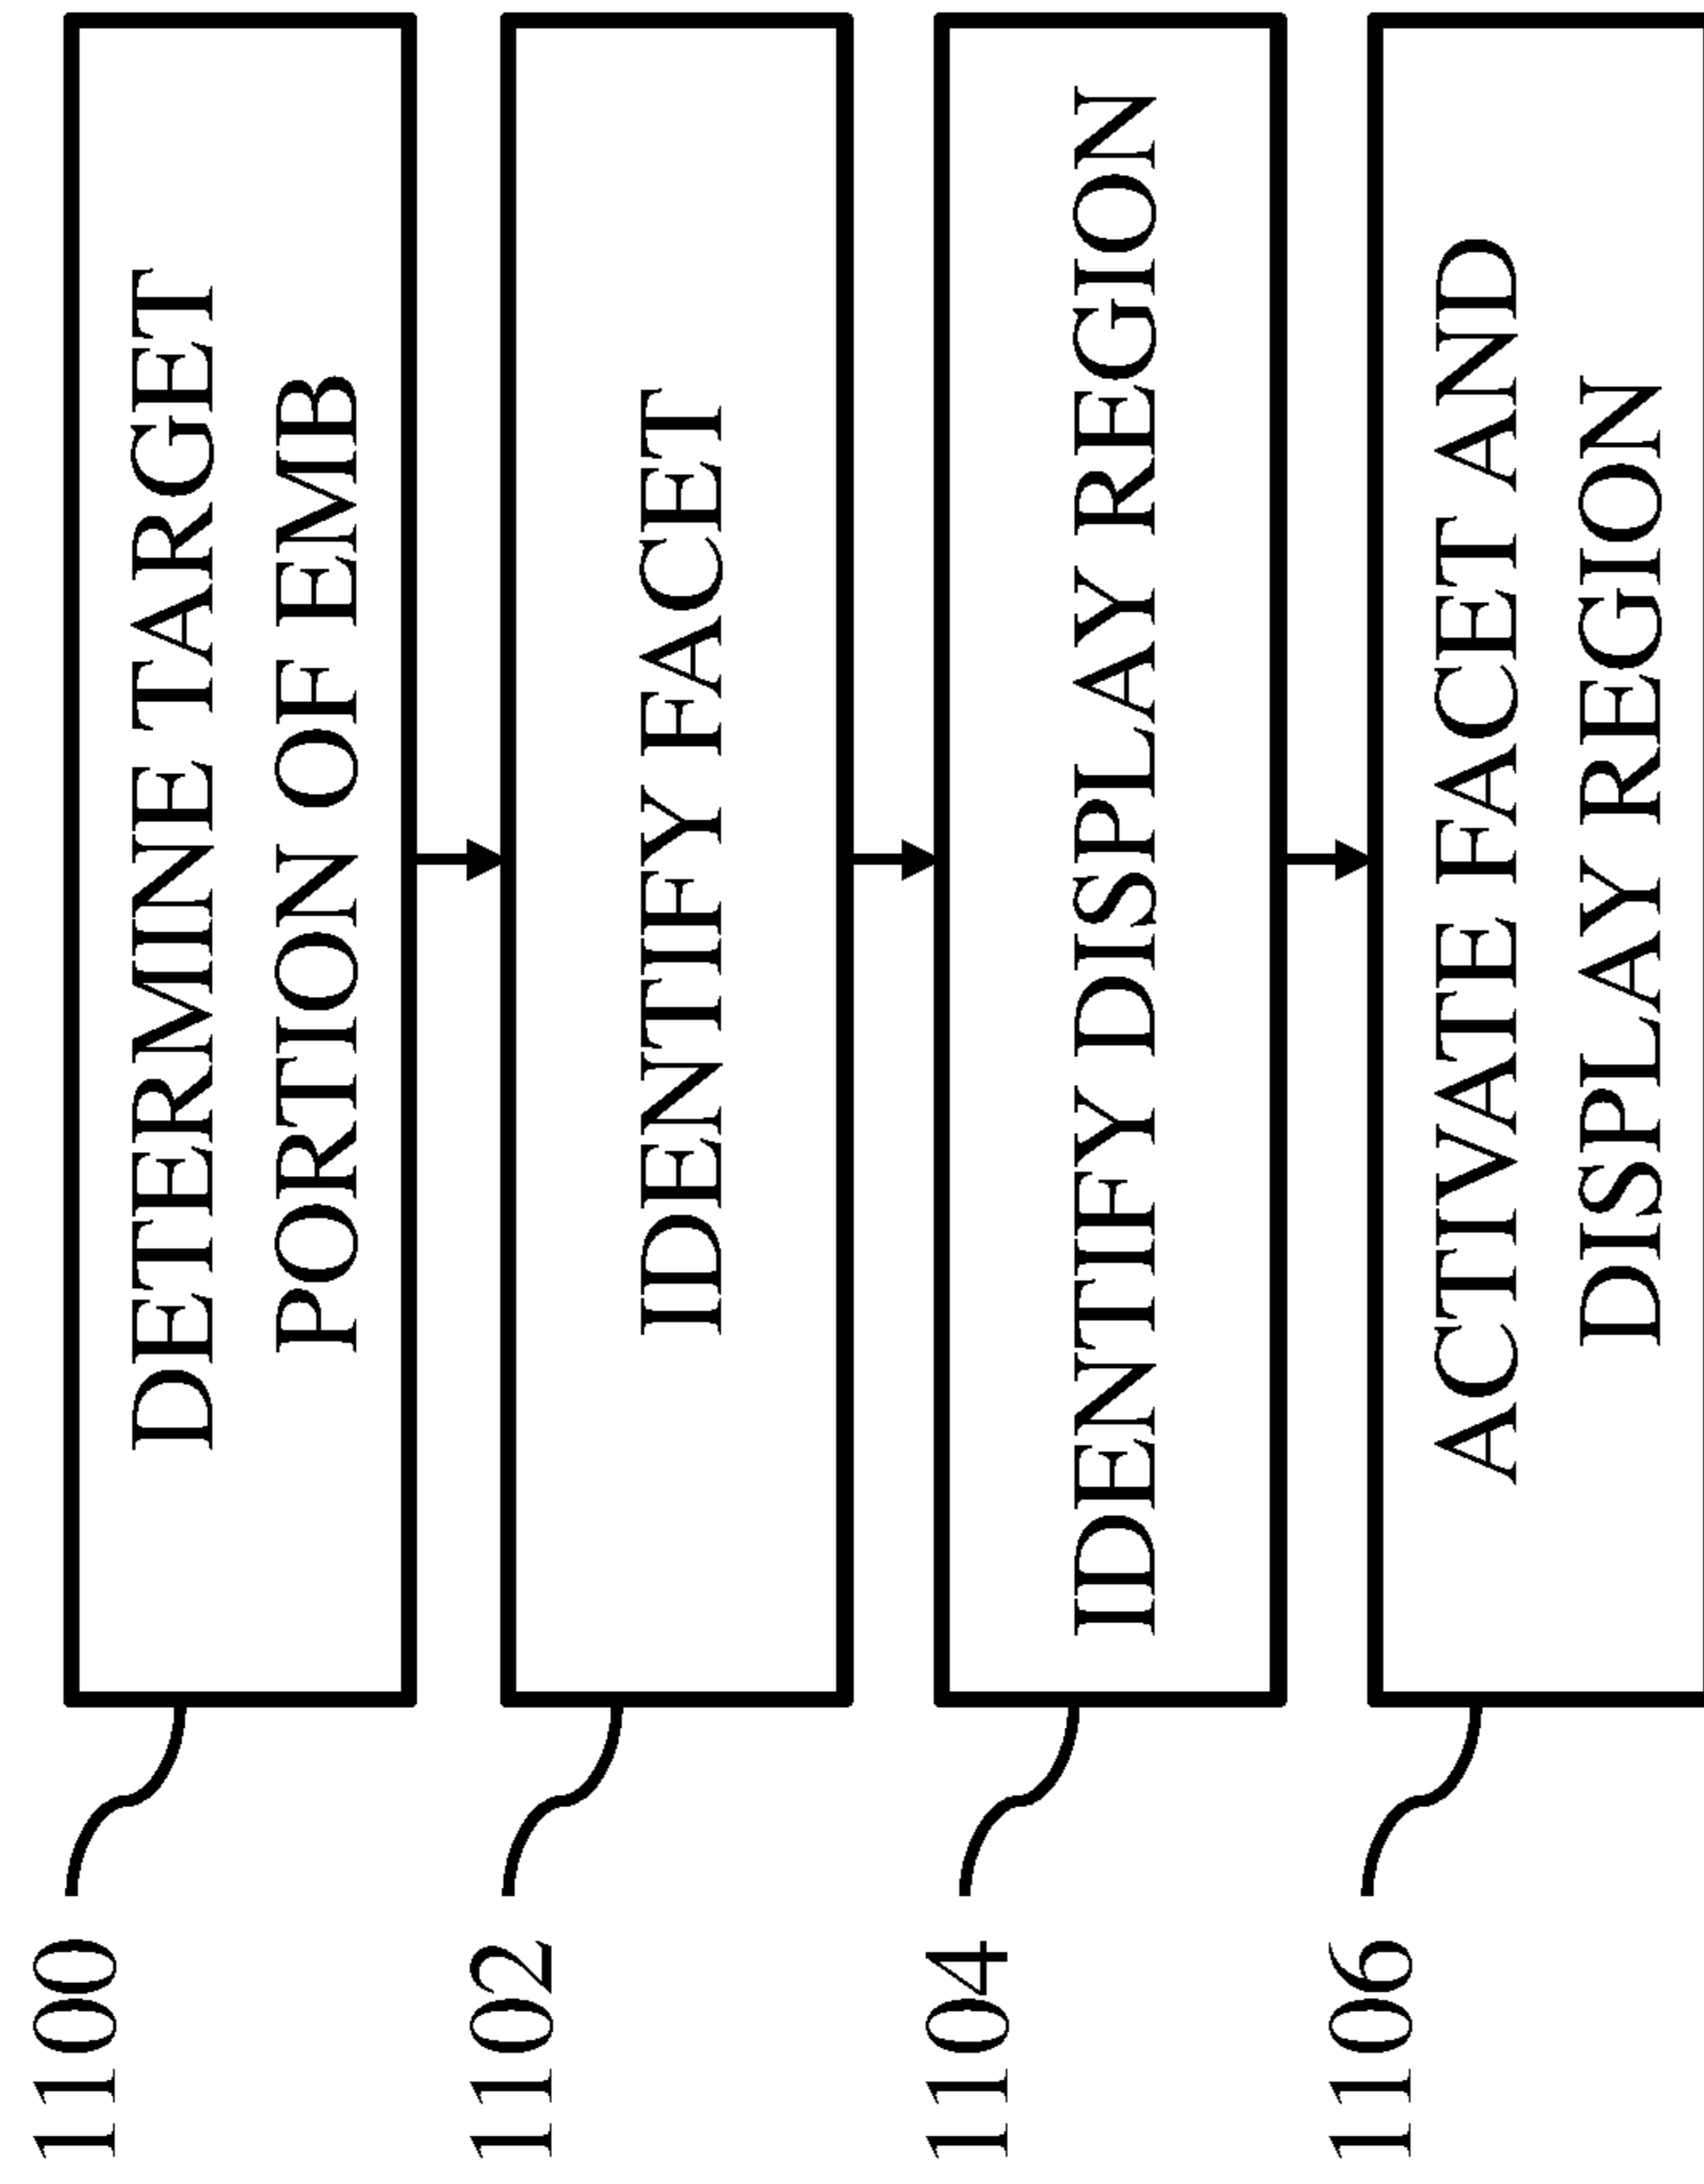 1100
DETERMINE TARGET
PORTION OF EMB
1102
IDENTIFY FACET
1104
IDENTIFY DISPLAY REGION
1106
ACTIVATE FACET AND
DISPLAY REGION